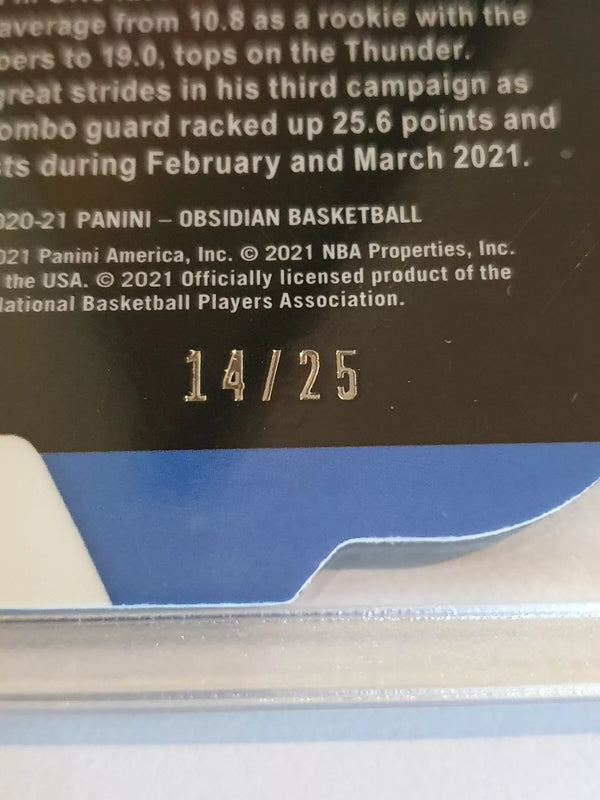 average from 10.8 as a rookie with the
pers to 19.0, tops on the Thunder.
great strides in his third campaign as
ombo guard racked up 25.6 points and
sts during February and March 2021.
020-21 PANINI – OBSIDIAN BASKETBALL
021 Panini America, Inc. © 2021 NBA Properties, Inc.
the USA. © 2021 Officially licensed product of the
National Basketball Players Association.
14/25